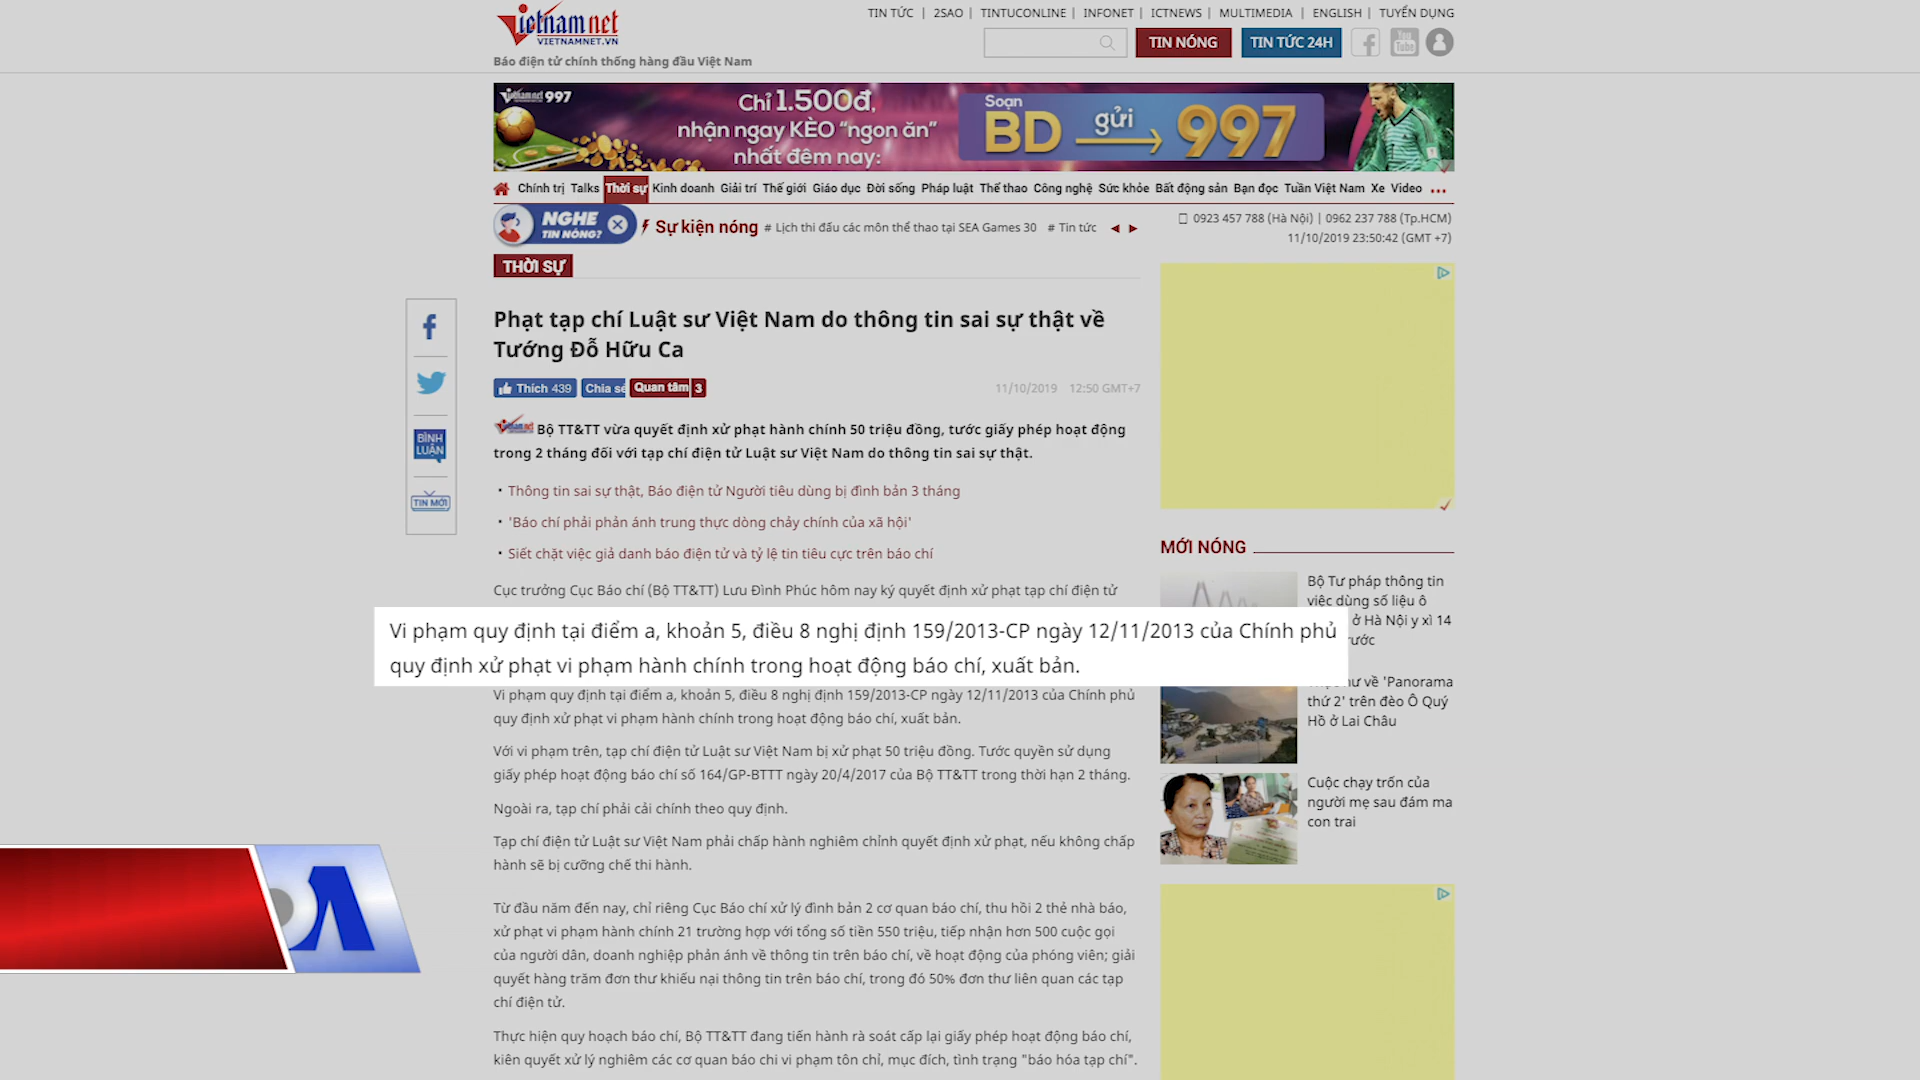 vietnamnet
VIETNAMNET.VN
Báo điện tử chính thống hàng đầu Việt Nam
TIN TỨC | 2SAO | TINTUCONLINE | INFONET | ICTNEWS | MULTIMEDIA | ENGLISH | TUYỂN DỤNG
TIN NÓNG
TIN TỨC 24H
You Tube
vietnamnet 997
Chỉ 1.500đ,
nhận ngay KÈO “ngon ăn”
nhất đêm nay:
Soạn
BD gửi 997
Chính trị Talks Thời sự Kinh doanh Giải trí Thế giới Giáo dục Đời sống Pháp luật Thể thao Công nghệ Sức khỏe Bất động sản Bạn đọc Tuần Việt Nam Xe Video ...
NGHE
TIN NÓNG?
Sự kiện nóng # Lịch thi đấu các môn thể thao tại SEA Games 30 # Tin tức
0923 457 788 (Hà Nội) | 0962 237 788 (Tp.HCM)
11/10/2019 23:50:42 (GMT +7)
THỜI SỰ
Phạt tạp chí Luật sư Việt Nam do thông tin sai sự thật về
Tướng Đỗ Hữu Ca
Thích 439 Chia sẻ Quan tâm 3
11/10/2019 12:50 GMT+7
BÌNH
LUẬN
TIN MỚI
Bộ TT&TT vừa quyết định xử phạt hành chính 50 triệu đồng, tước giấy phép hoạt động
trong 2 tháng đối với tạp chí điện tử Luật sư Việt Nam do thông tin sai sự thật.
• Thông tin sai sự thật, Báo điện tử Người tiêu dùng bị đình bản 3 tháng
• 'Báo chí phải phản ánh trung thực dòng chảy chính của xã hội'
• Siết chặt việc giả danh báo điện tử và tỷ lệ tin tiêu cực trên báo chí
Cục trưởng Cục Báo chí (Bộ TT&TT) Lưu Đình Phúc hôm nay ký quyết định xử phạt tạp chí điện tử
Vi phạm quy định tại điểm a, khoản 5, điều 8 nghị định 159/2013-CP ngày 12/11/2013 của Chính phủ
quy định xử phạt vi phạm hành chính trong hoạt động báo chí, xuất bản.
Vi phạm quy định tại điểm a, khoản 5, điều 8 nghị định 159/2013-CP ngày 12/11/2013 của Chính phủ
quy định xử phạt vi phạm hành chính trong hoạt động báo chí, xuất bản.
Với vi phạm trên, tạp chí điện tử Luật sư Việt Nam bị xử phạt 50 triệu đồng. Tước quyền sử dụng
giấy phép hoạt động báo chí số 164/GP-BTTT ngày 20/4/2017 của Bộ TT&TT trong thời hạn 2 tháng.
Ngoài ra, tạp chí phải cải chính theo quy định.
Tạp chí điện tử Luật sư Việt Nam phải chấp hành nghiêm chỉnh quyết định xử phạt, nếu không chấp
hành sẽ bị cưỡng chế thi hành.
Từ đầu năm đến nay, chỉ riêng Cục Báo chí xử lý đình bản 2 cơ quan báo chí, thu hồi 2 thẻ nhà báo,
xử phạt vi phạm hành chính 21 trường hợp với tổng số tiền 550 triệu, tiếp nhận hơn 500 cuộc gọi
của người dân, doanh nghiệp phản ánh về thông tin trên báo chí, về hoạt động của phóng viên; giải
quyết hàng trăm đơn thư khiếu nại thông tin trên báo chí, trong đó 50% đơn thư liên quan các tạp
chí điện tử.
Thực hiện quy hoạch báo chí, Bộ TT&TT đang tiến hành rà soát cấp lại giấy phép hoạt động báo chí,
kiên quyết xử lý nghiêm các cơ quan báo chi vi phạm tôn chỉ, mục đích, tình trạng "báo hóa tạp chí".
MỚI NÓNG
Bộ Tư pháp thông tin
việc dùng số liệu ô
ở Hà Nội y xì 14
về 'Panorama
thứ 2' trên đèo Ô Quý
Hồ ở Lai Châu
Cuộc chạy trốn của
người mẹ sau đám ma
con trai